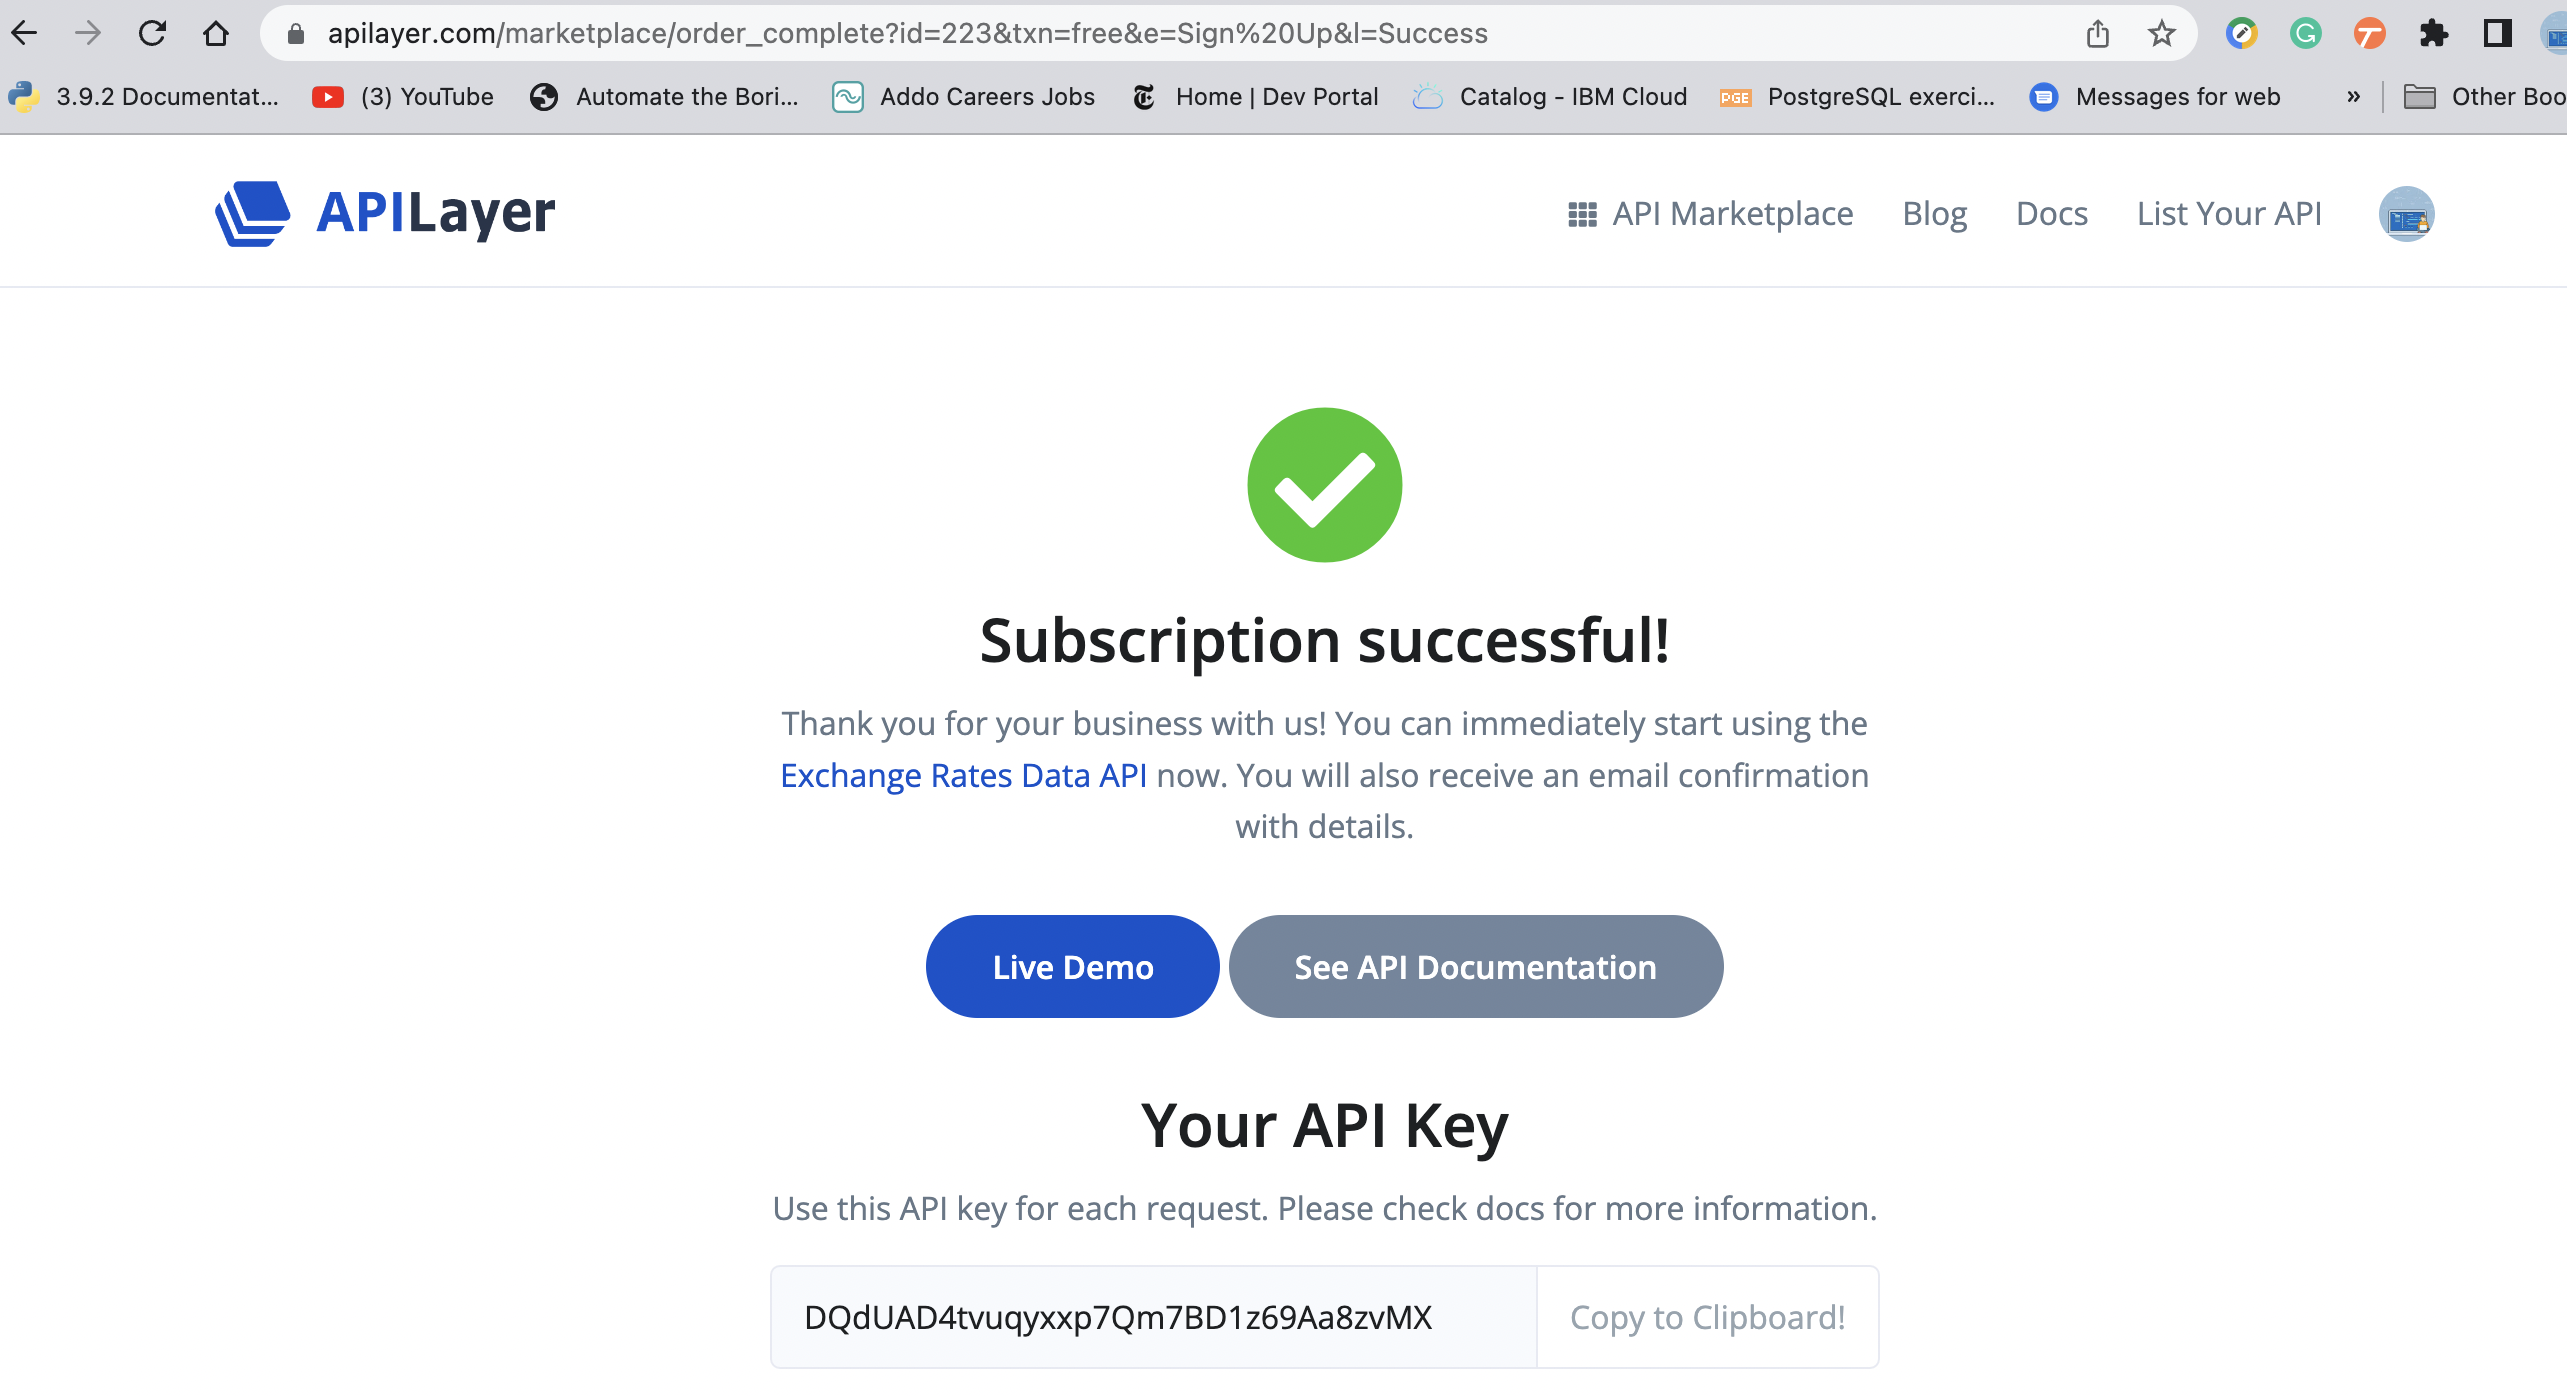 apilayer.com/marketplace/order_complete?id=223&txn=free&e=Sign%20Up&l=Success
3.9.2 Documentat... (3) YouTube Automate the Bori... Addo Careers Jobs Home | Dev Portal Catalog - IBM Cloud PGE PostgreSQL exerci... Messages for web » Other Boo
APILayer API Marketplace Blog Docs List Your API
Subscription successful!
Thank you for your business with us! You can immediately start using the
Exchange Rates Data API now. You will also receive an email confirmation
with details.
Live Demo See API Documentation
Your API Key
Use this API key for each request. Please check docs for more information.
DQdUAD4tvuqyxxp7Qm7BD1z69Aa8zvMX Copy to Clipboard!